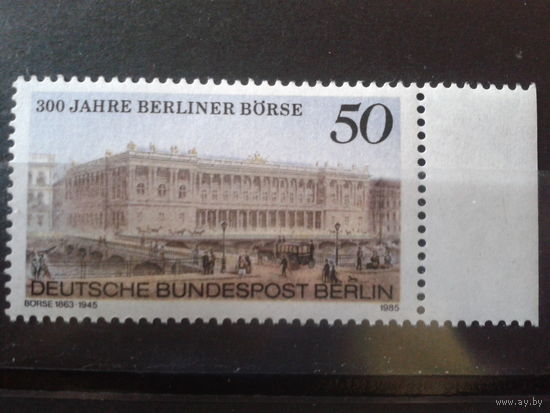 300 JAHRE BERLINER BÖRSE
50
DEUTSCHE BUNDESPOST BERLIN
BÖRSE 1863-1945
1985
www.ay.by